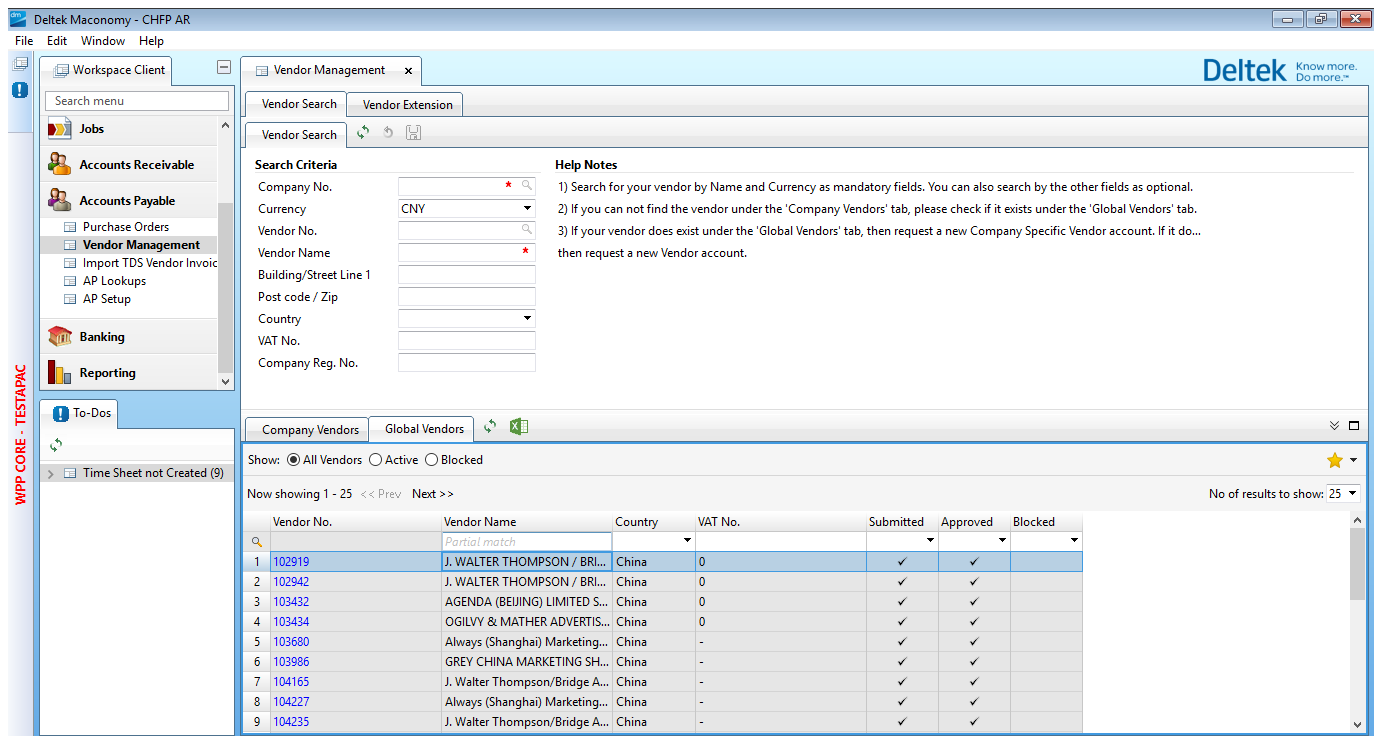 Deltek Maconomy - CHFP AR
File Edit Window Help
Workspace Client
Search menu
Jobs
Accounts Receivable
Accounts Payable
Purchase Orders
Vendor Management
Import TDS Vendor Invoic
AP Lookups
AP Setup
Banking
Reporting
WPP CORE - TESTAPAC
To-Dos
Time Sheet not Created (9)
Vendor Management
Deltek Know more.
Do more.™
Vendor Search Vendor Extension
Vendor Search
Search Criteria
Company No. *
Currency CNY
Vendor No.
Vendor Name *
Building/Street Line 1
Post code / Zip
Country
VAT No.
Company Reg. No.
Help Notes
1) Search for your vendor by Name and Currency as mandatory fields. You can also search by the other fields as optional.
2) If you can not find the vendor under the 'Company Vendors' tab, please check if it exists under the 'Global Vendors' tab.
3) If your vendor does exist under the 'Global Vendors' tab, then request a new Company Specific Vendor account. If it do...
then request a new Vendor account.
Company Vendors Global Vendors
Show: All Vendors Active Blocked
Now showing 1 - 25 << Prev Next >> No of results to show: 25
Vendor No. Vendor Name Country VAT No. Submitted Approved Blocked
Partial match
1 102919 J. WALTER THOMPSON / BRI... China 0 ✓ ✓
2 102942 J. WALTER THOMPSON / BRI... China 0 ✓ ✓
3 103432 AGENDA (BEIJING) LIMITED S... China 0 ✓ ✓
4 103434 OGILVY & MATHER ADVERTIS... China 0 ✓ ✓
5 103680 Always (Shanghai) Marketing... China - ✓ ✓
6 103986 GREY CHINA MARKETING SH... China - ✓ ✓
7 104165 J. Walter Thompson/Bridge A... China - ✓ ✓
8 104227 Always (Shanghai) Marketing... China - ✓ ✓
9 104235 J. Walter Thompson/Bridge A... China - ✓ ✓